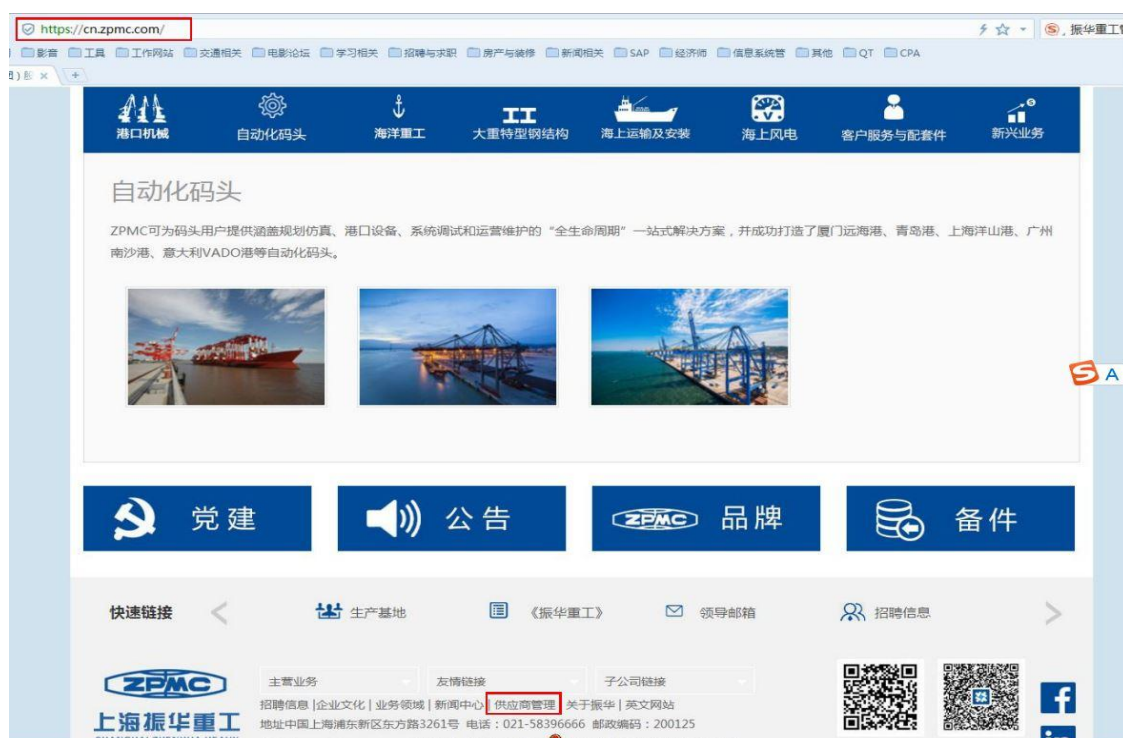 https://cn.zpmc.com/
振华重工
影音 工具 工作网站 交通相关 电影论坛 学习相关 招聘与求职 房产与装修 新闻相关 SAP 经济师 信息系统管 其他 QT CPA
港口机械 自动化码头 海洋重工 大重特型钢结构 海上运输及安装 海上风电 客户服务与配套件 新兴业务
自动化码头
ZPMC可为码头用户提供涵盖规划仿真、港口设备、系统调试和运营维护的“全生命周期”一站式解决方案，并成功打造了厦门远海港、青岛港、上海洋山港、广州
南沙港、意大利VADO港等自动化码头。
A
党建 公告 ZPMC 品牌 备件
快速链接 生产基地 《振华重工》 领导邮箱 招聘信息
ZPMC
主营业务 友情链接 子公司链接
招聘信息|企业文化|业务领域|新闻中心|供应商管理|关于振华|英文网站
上海振华重工
地址中国上海浦东新区东方路3261号 电话：021-58396666 邮政编码：200125